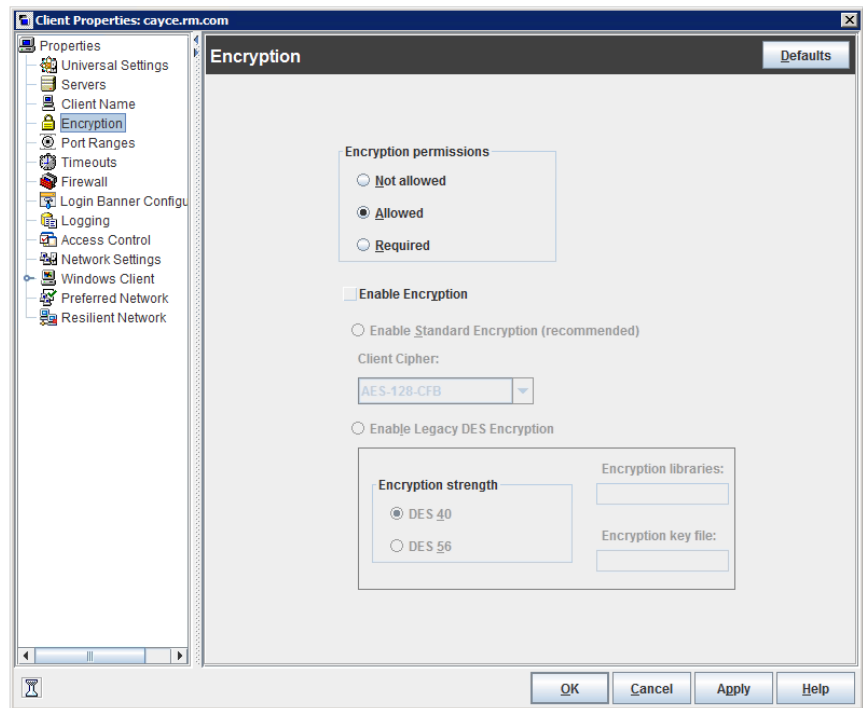 Client Properties: cayce.rm.com
Properties
Universal Settings
Servers
Client Name
Encryption
Port Ranges
Timeouts
Firewall
Login Banner Configu
Logging
Access Control
Network Settings
Windows Client
Preferred Network
Resilient Network
Encryption
Defaults
Encryption permissions
Not allowed
Allowed
Required
Enable Encryption
Enable Standard Encryption (recommended)
Client Cipher:
AES-128-CFB
Enable Legacy DES Encryption
Encryption strength
DES 40
DES 56
Encryption libraries:
Encryption key file:
OK Cancel Apply Help